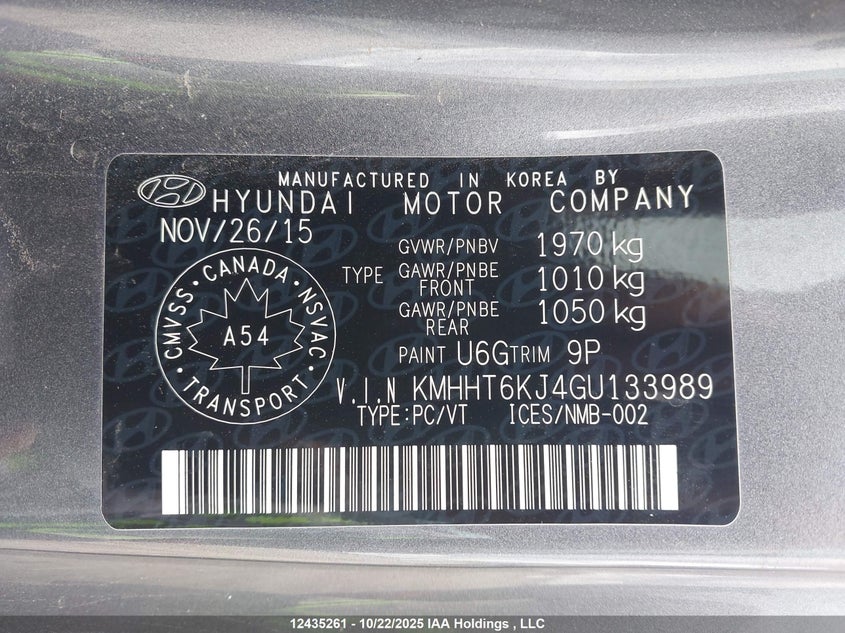 MANUFACTURED IN KOREA BY
HYUNDAI MOTOR COMPANY
NOV/26/15
GVWR/PNBV 1970 kg
TYPE GAWR/PNBE FRONT 1010 kg
GAWR/PNBE REAR 1050 kg
CMVSS · CANADA · NSVAC · TRANSPORT ·
A54
PAINT U6G TRIM 9P
V.I.N KMHHT6KJ4GU133989
TYPE:PC/VT ICES/NMB-002
12435261 - 10/22/2025 IAA Holdings , LLC